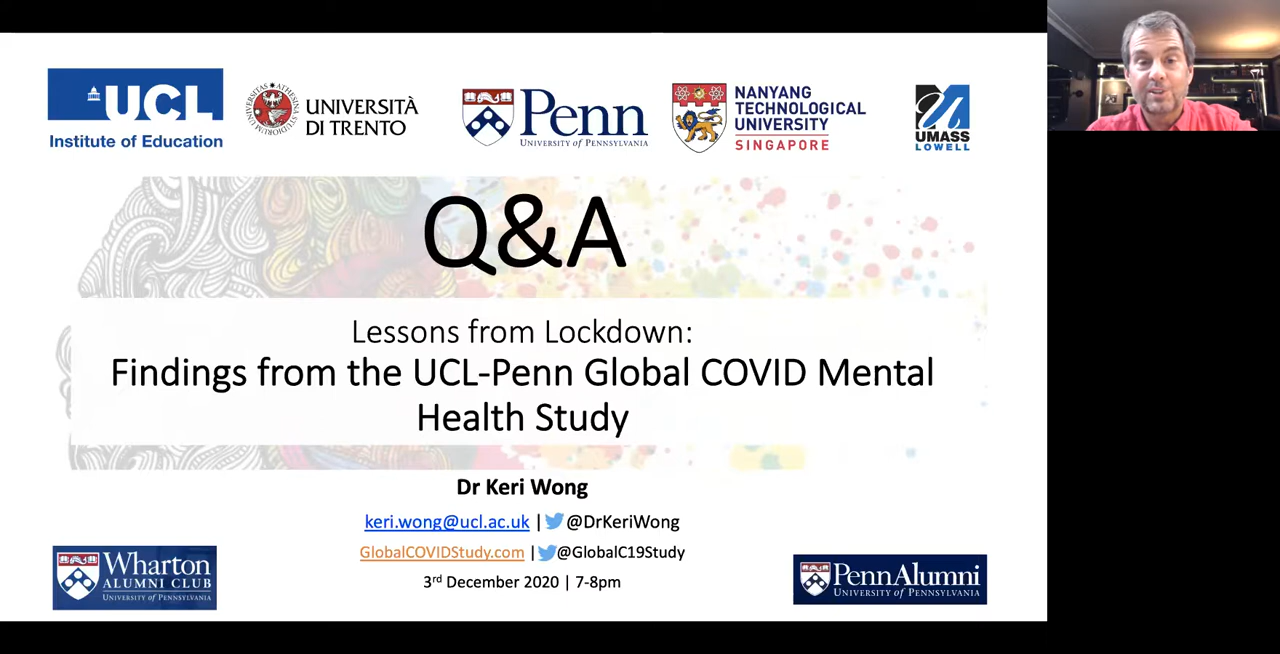 UCL
Institute of Education
UNIVERSITÀ
DI TRENTO
Penn
UNIVERSITY of PENNSYLVANIA
NANYANG
TECHNOLOGICAL
UNIVERSITY
SINGAPORE
UMASS
LOWELL
Q&A
Lessons from Lockdown:
Findings from the UCL-Penn Global COVID Mental
Health Study
Dr Keri Wong
keri.wong@ucl.ac.uk | @DrKeriWong
GlobalCOVIDStudy.com | @GlobalC19Study
3rd December 2020 | 7-8pm
Wharton
ALUMNI CLUB
UNIVERSITY of PENNSYLVANIA
Penn Alumni
UNIVERSITY of PENNSYLVANIA